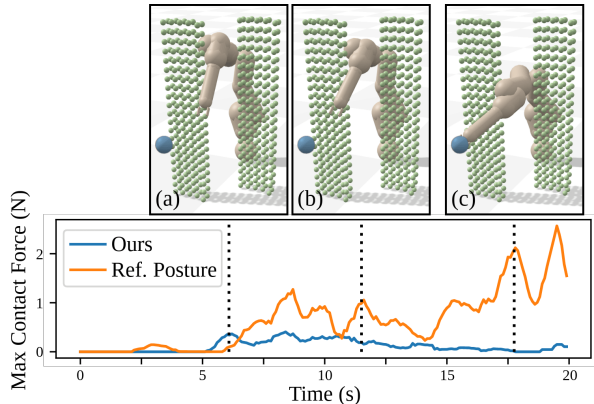 (a)
(b)
(c)
Max Contact Force (N)
2
1
0
Ours
Ref. Posture
0
5
10
15
20
Time (s)